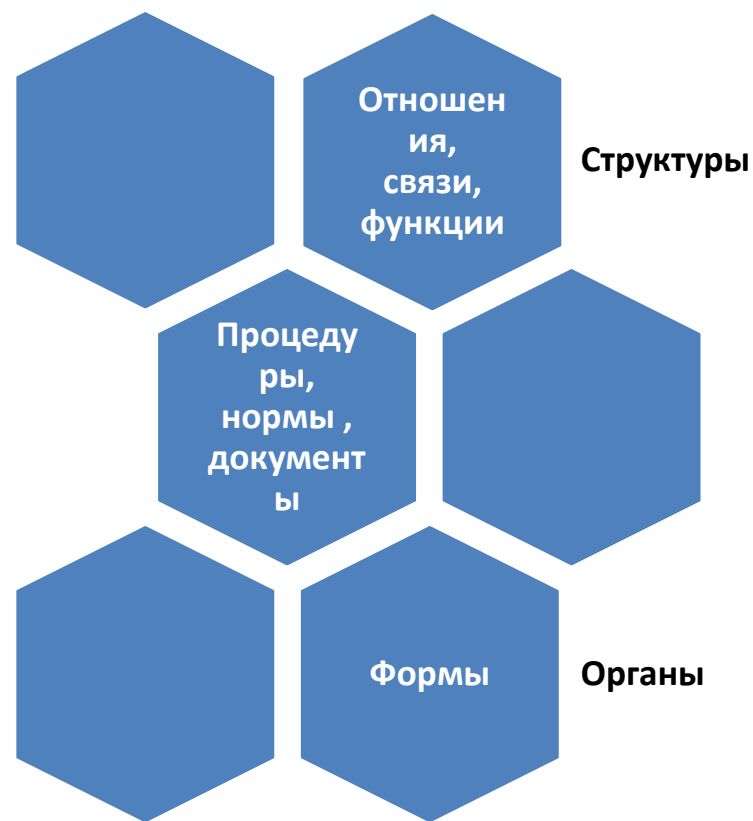 Отношен
ия,
связи,
функции
Структуры
Процеду
ры,
нормы ,
документ
ы
Формы
Органы